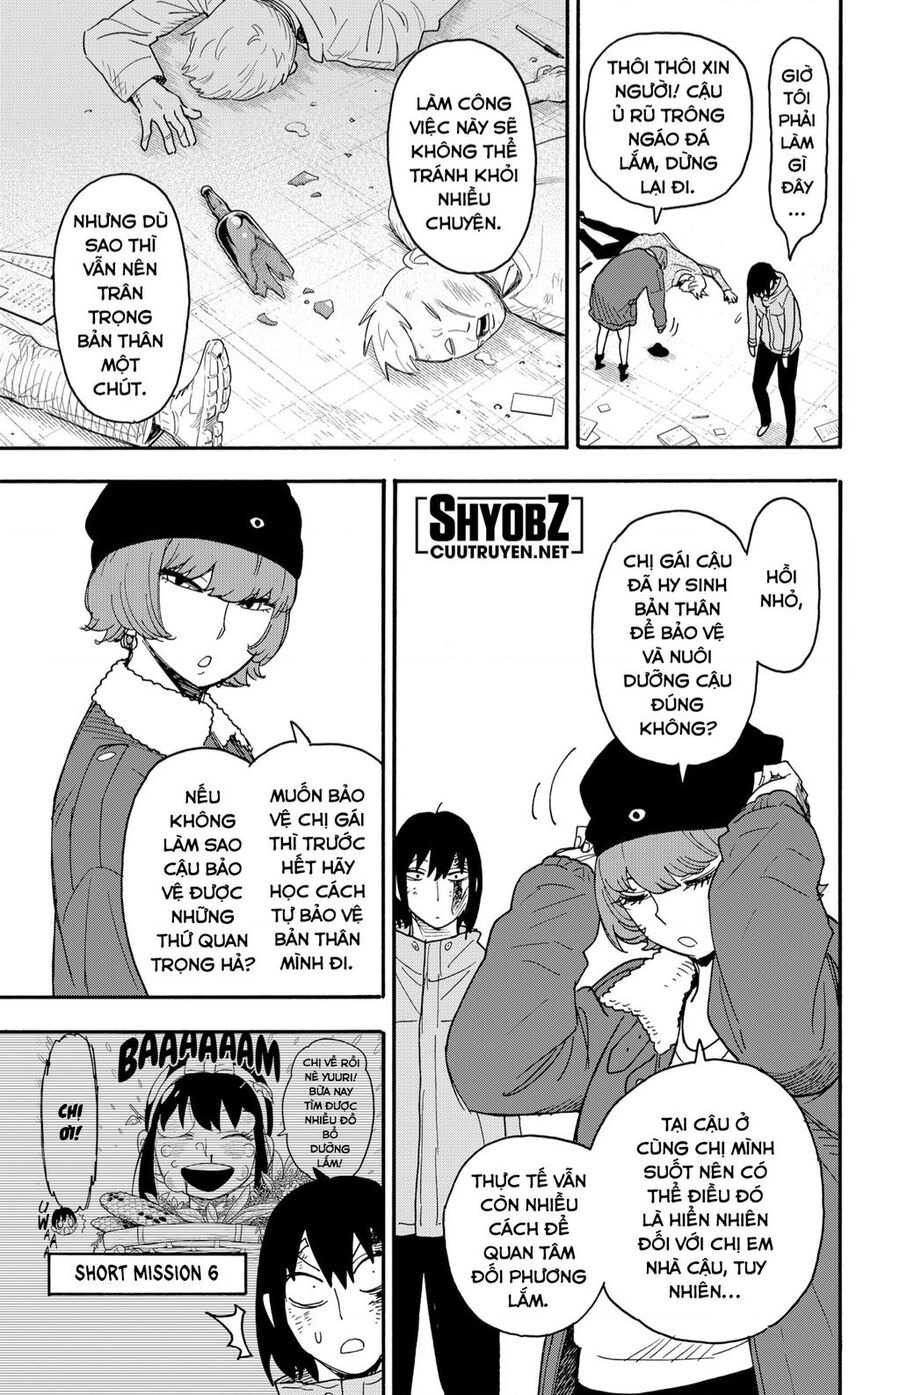 GIỜ
TÔI
PHẢI
LÀM
GÌ
ĐÂY
...
THÔI THÔI XIN
NGƯỜI! CẬU
Ủ RŨ TRÔNG
NGÁO ĐÁ
LẮM, DỪNG
LẠI ĐI.
LÀM CÔNG
VIỆC NÀY SẼ
KHÔNG THỂ
TRÁNH KHỎI
NHIỀU
CHUYỆN.
NHƯNG DÙ
SAO THÌ
VẪN NÊN
TRÂN
TRỌNG
BẢN THÂN
MỘT
CHÚT.
SHYOBZ
CUUTRUYEN.NET
HỒI
NHỎ,
CHỊ GÁI CẬU
ĐÃ HY SINH
BẢN THÂN
ĐỂ BẢO VỆ
VÀ NUÔI
DƯỠNG CẬU
ĐÚNG
KHÔNG?
TẠI CẬU Ở
CÙNG CHỊ MÌNH
SUỐT NÊN CÓ
THỂ ĐIỀU ĐÓ
LÀ HIỂN NHIÊN
ĐỐI VỚI CHỊ EM
NHÀ CẬU, TUY
NHIÊN...
THỰC TẾ VẪN
CÒN NHIỀU
CÁCH ĐỂ
QUAN TÂM
ĐỐI PHƯƠNG
LẮM.
MUỐN BẢO
VỆ CHỊ GÁI
THÌ TRƯỚC
HẾT HÃY
HỌC CÁCH
TỰ BẢO VỆ
BẢN THÂN
MÌNH ĐI.
NẾU
KHÔNG
LÀM SAO
CẬU BẢO
VỆ ĐƯỢC
NHỮNG
THỨ QUAN
TRỌNG HẢ?
BAAAAAAM
CHỊ VỀ RỒI
NÈ YUURI!
BỮA NAY
TÌM ĐƯỢC
NHIỀU ĐỒ
BỔ
DƯỠNG
LẮM!
CHỊ
ƠI!
UWAAA
SHORT MISSION 6